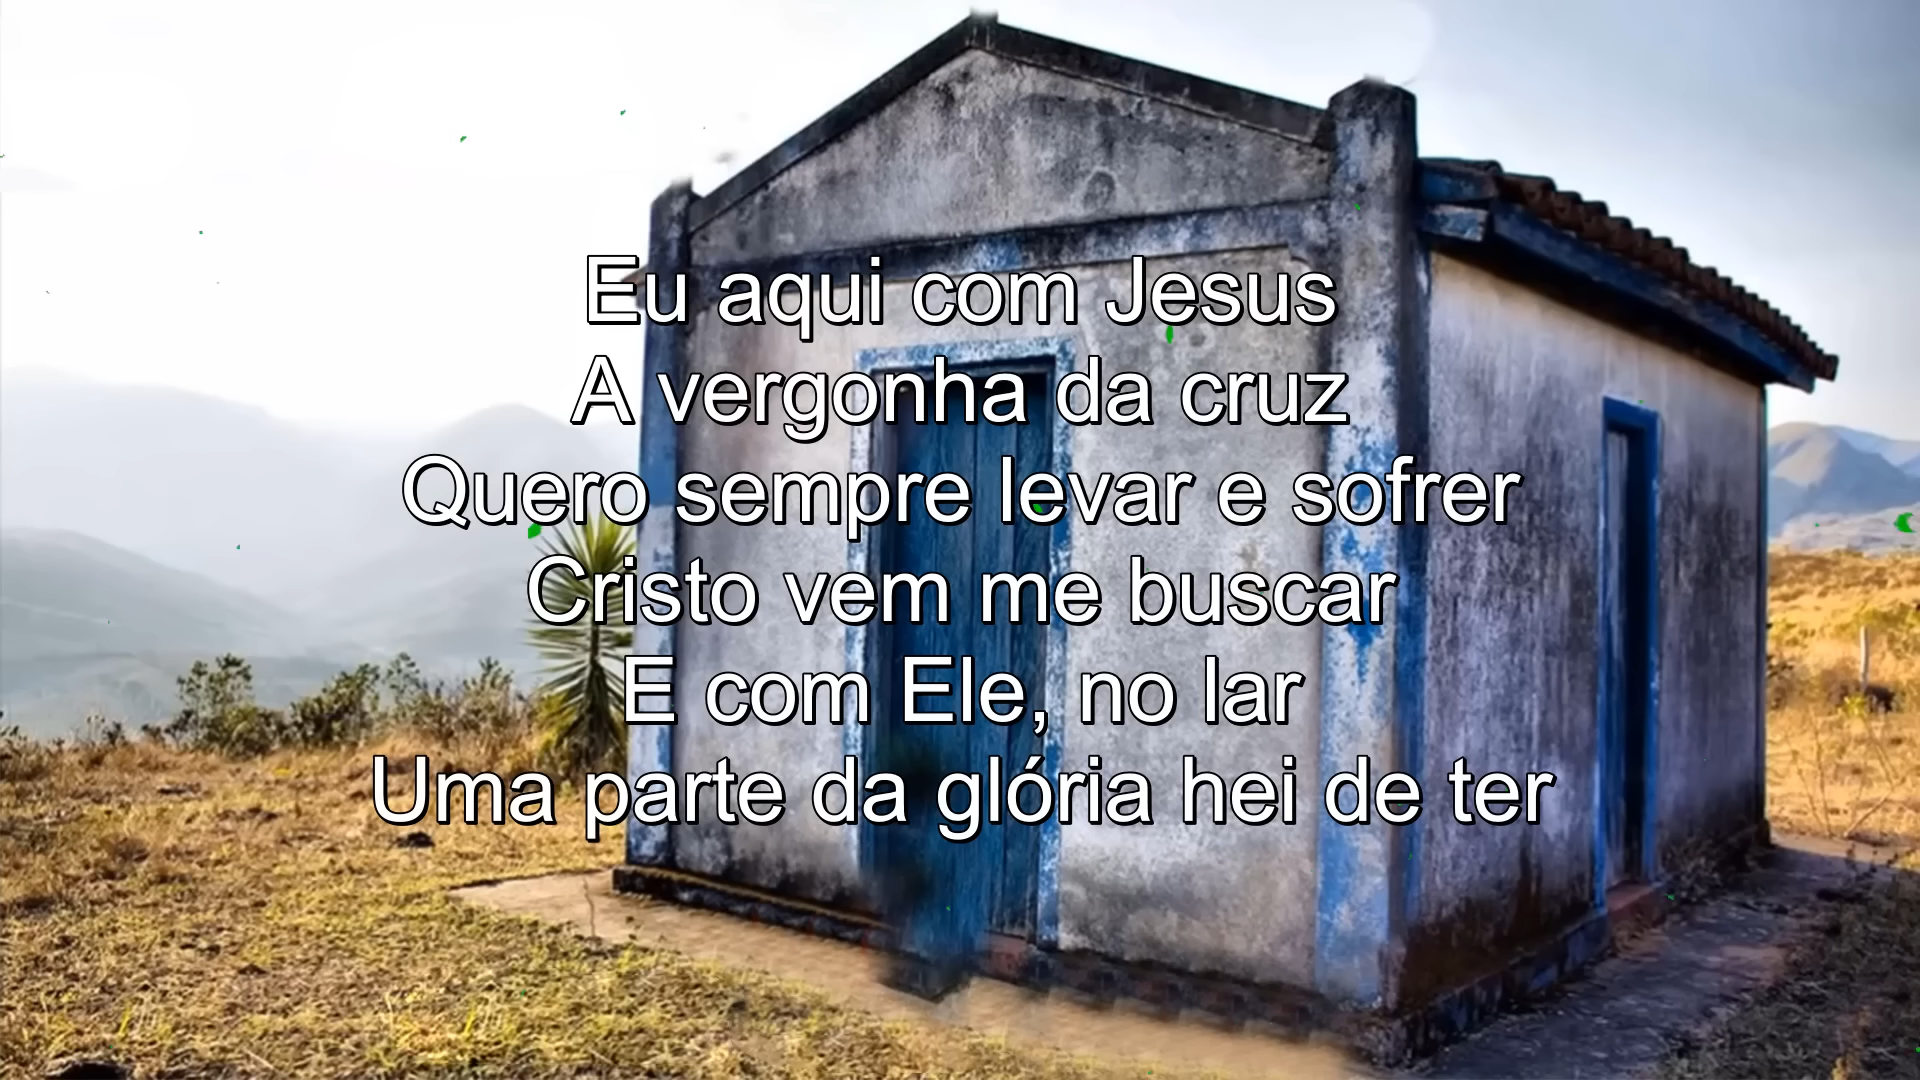 Eu aqui com Jesus
A vergonha da cruz
Quero sempre levar e sofrer
Cristo vem me buscar
E com Ele, no lar
Uma parte da glória hei de ter